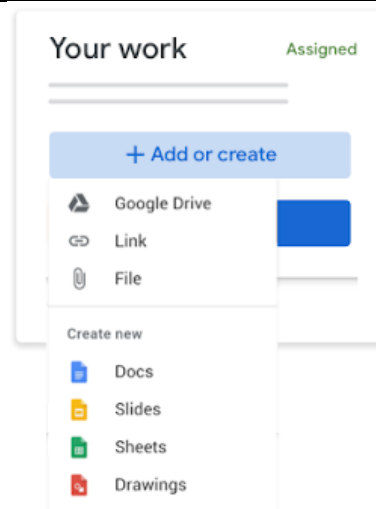 Your work
Assigned
+ Add or create
Google Drive
Link
File
Create new
Docs
Slides
Sheets
Drawings